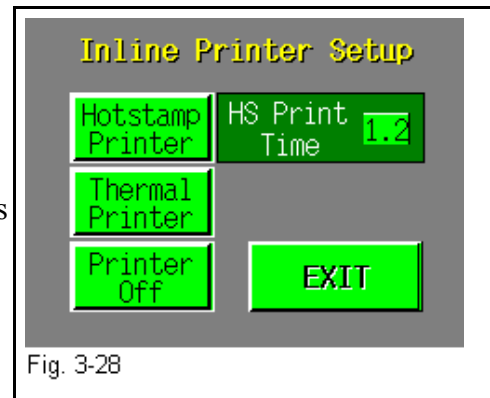 Inline Printer Setup
Hotstamp
Printer
HS Print
Time
1.2
Thermal
Printer
s
Printer
Off
EXIT
Fig. 3-28